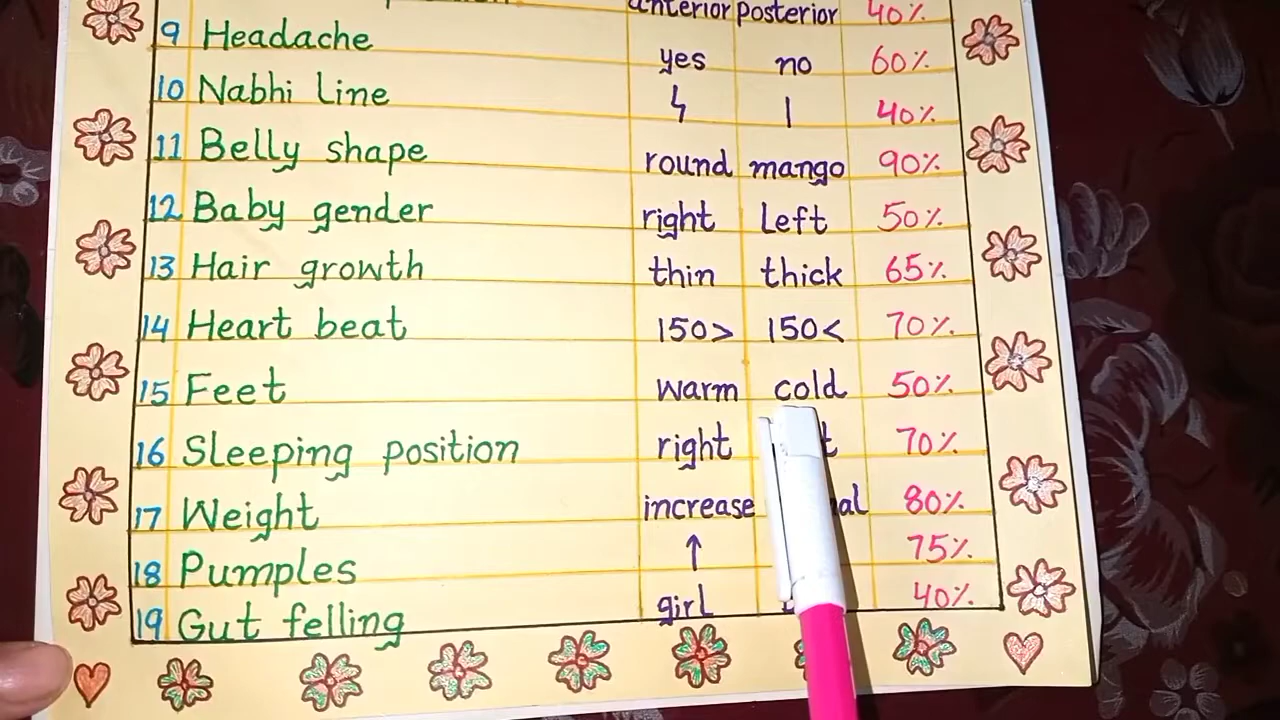 anterior posterior 40%
9 Headache yes no 60%
10 Nabhi Line ϟ | 40%
11 Belly shape round mango 90%
12 Baby gender right Left 50%
13 Hair growth thin thick 65%
14 Heart beat 150> 150< 70%
15 Feet warm cold 50%
16 Sleeping position right 70%
17 Weight increase 80%
18 Pumples ↑ 75%
19 Gut felling girl 40%